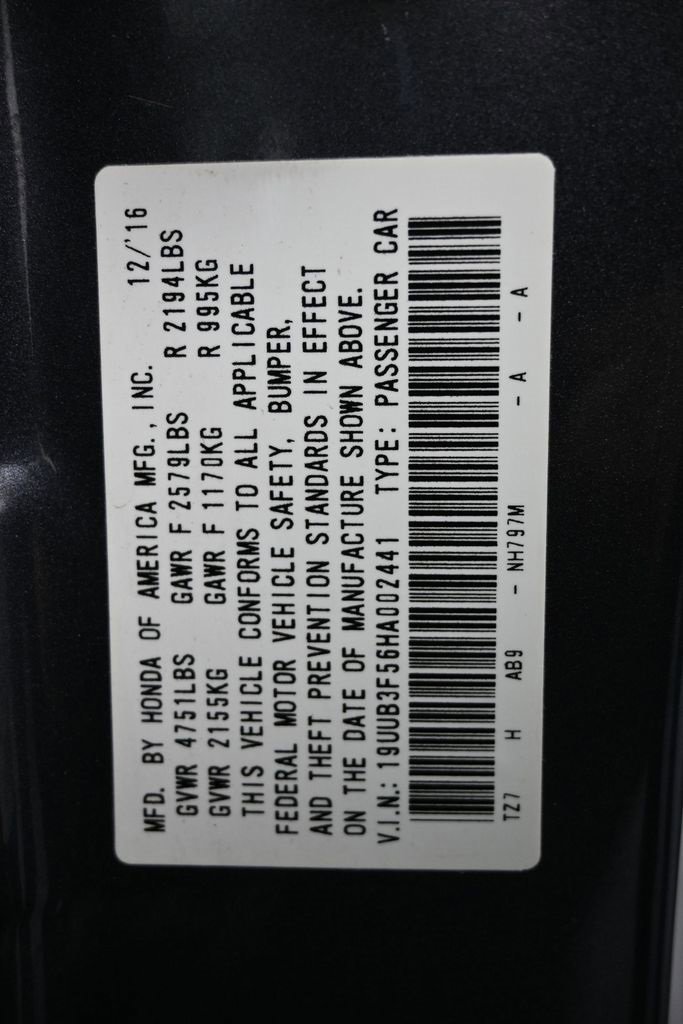 MFD. BY HONDA OF AMERICA MFG., INC. 12/'16
GVWR 4751LBS GAWR F 2579LBS R 2194LBS
GVWR 2155KG GAWR F 1170KG R 995KG
THIS VEHICLE CONFORMS TO ALL APPLICABLE
FEDERAL MOTOR VEHICLE SAFETY, BUMPER,
AND THEFT PREVENTION STANDARDS IN EFFECT
ON THE DATE OF MANUFACTURE SHOWN ABOVE.
V.I.N.: 19UUB3F56HA002441 TYPE: PASSENGER CAR
TZ7 H AB9 - NH797M - A - A